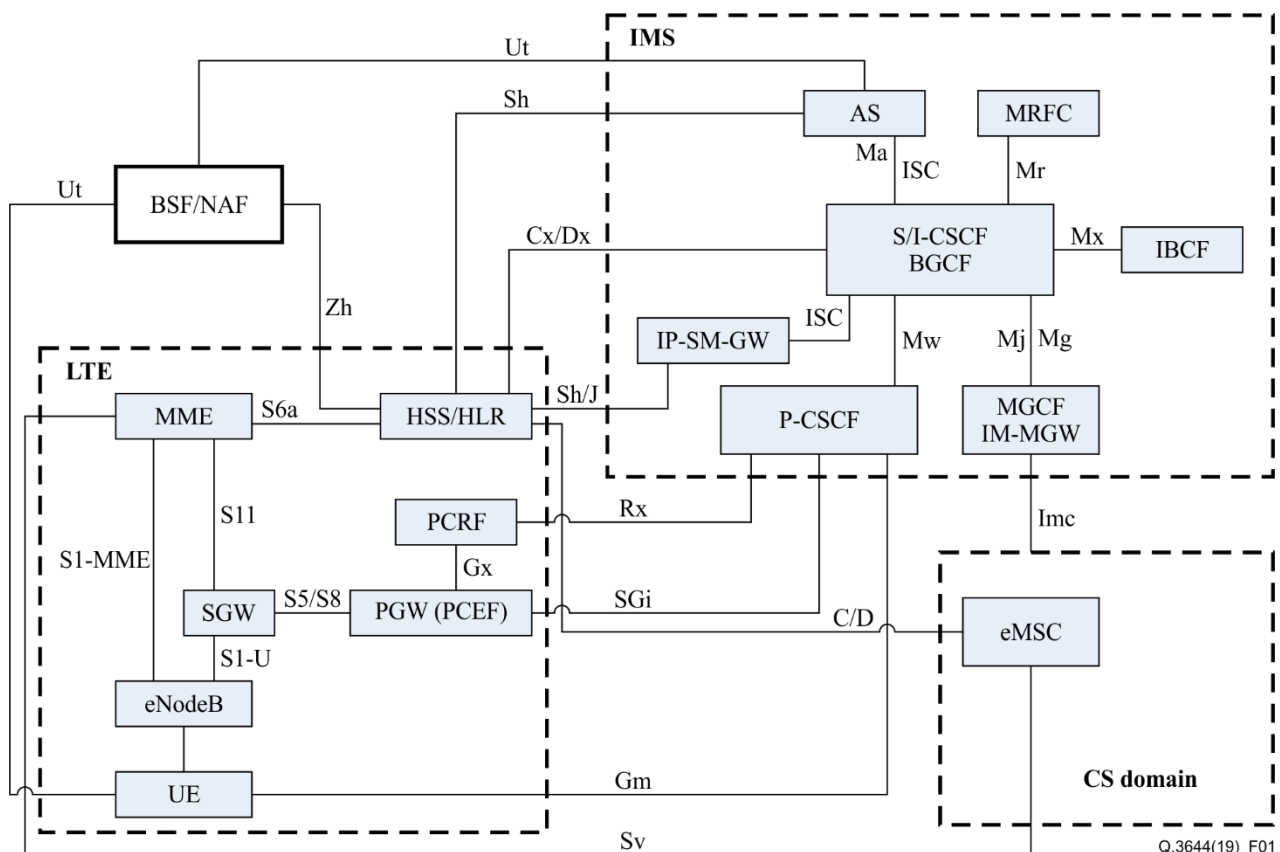 IMS
Ut
Sh
AS
MRFC
Ma
ISC
Mr
Ut
BSF/NAF
Cx/Dx
S/I-CSCF
BGCF
Mx
IBCF
Zh
ISC
IP-SM-GW
Mw
Mj
Mg
LTE
MME
S6a
HSS/HLR
Sh/J
P-CSCF
MGCF
IM-MGW
S11
PCRF
Rx
Imc
S1-MME
Gx
SGW
S5/S8
PGW (PCEF)
SGi
C/D
eMSC
S1-U
eNodeB
UE
Gm
CS domain
Sv
Q.3644(19)_F01